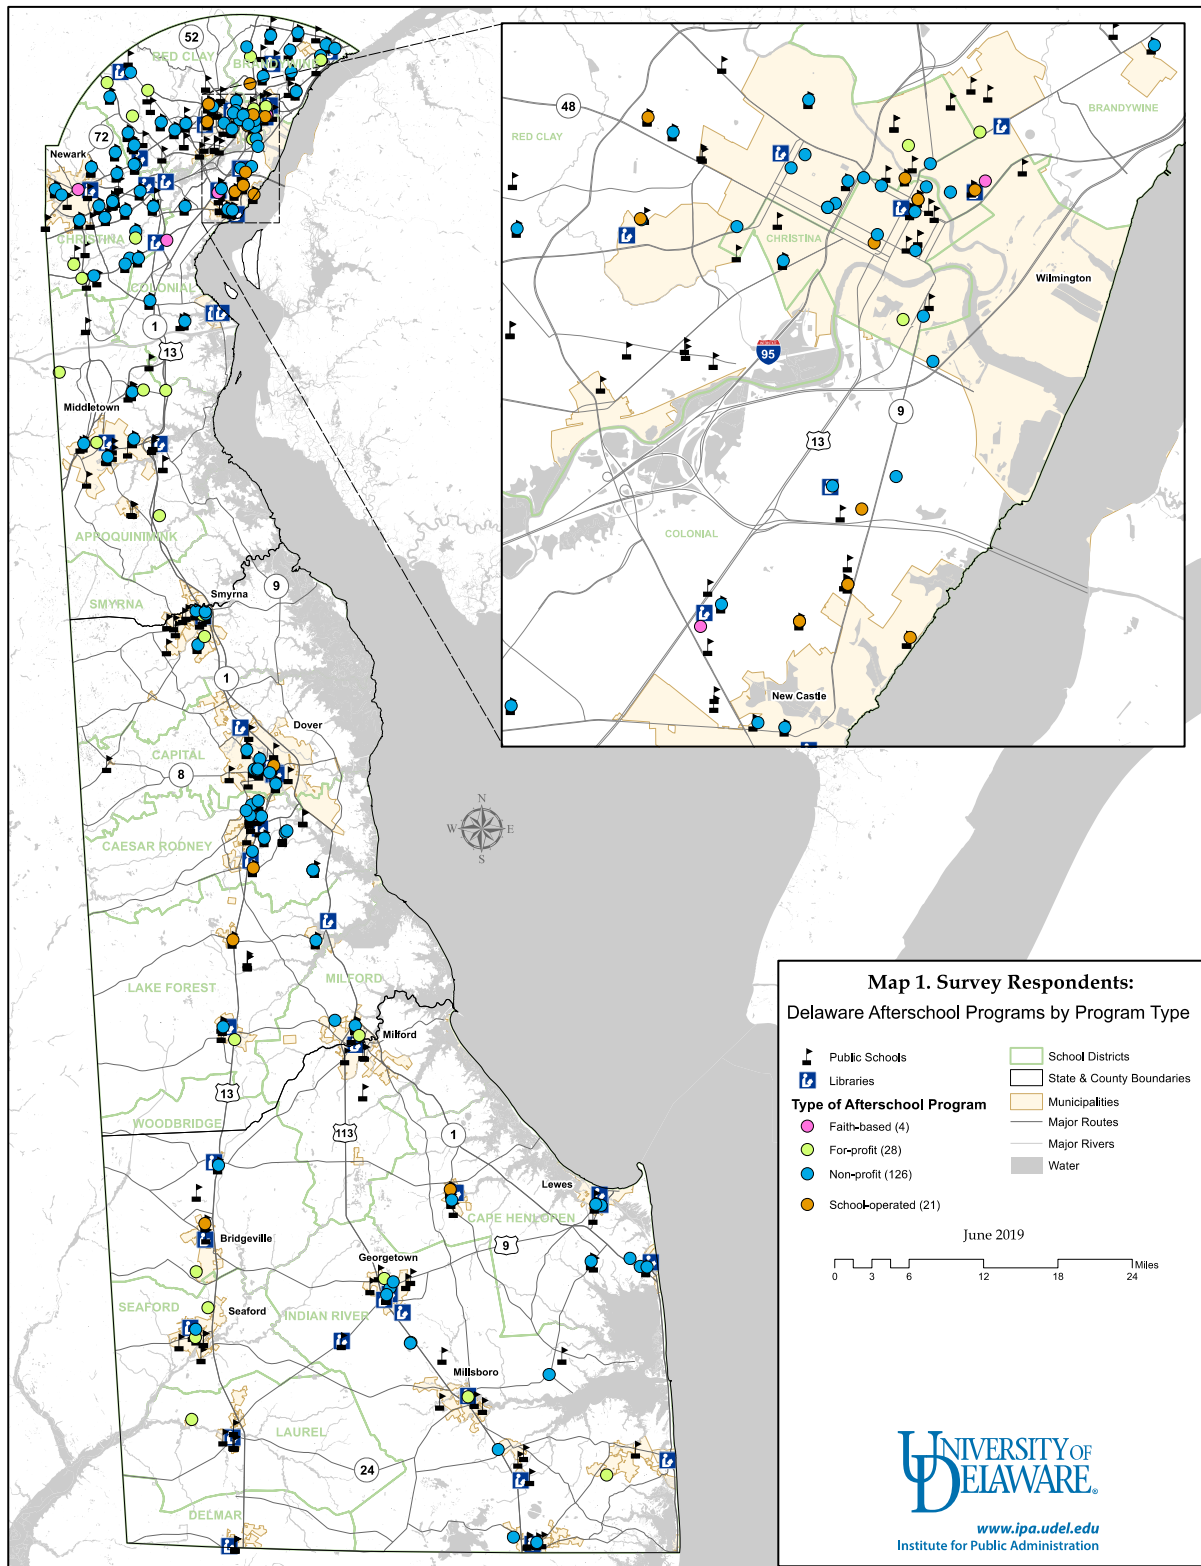 52
RED CLAY
BRANDYWINE
72
Newark
CHRISTINA
COLONIAL
1
13
Middletown
APPOQUINIMINK
SMYRNA
Smyrna
9
1
Dover
CAPITAL
8
CAESAR RODNEY
LAKE FOREST
MILFORD
Milford
13
WOODBRIDGE
113
1
Lewes
CAPE HENLOPEN
9
Bridgeville
Georgetown
SEAFORD
Seaford
INDIAN RIVER
Millsboro
LAUREL
24
DELMAR
48
RED CLAY
BRANDYWINE
CHRISTINA
Wilmington
95
9
13
COLONIAL
New Castle
N
W E
S
Map 1. Survey Respondents:
Delaware Afterschool Programs by Program Type
Public Schools
Libraries
Type of Afterschool Program
Faith-based (4)
For-profit (28)
Non-profit (126)
School-operated (21)
School Districts
State & County Boundaries
Municipalities
Major Routes
Major Rivers
Water
June 2019
Miles
0 3 6 12 18 24
UNIVERSITY OF
DELAWARE®
www.ipa.udel.edu
Institute for Public Administration